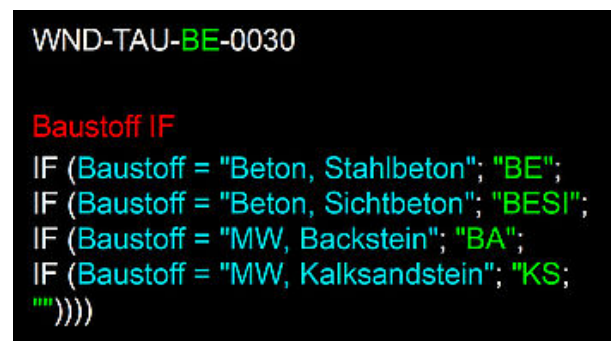 WND-TAU-BE-0030
Baustoff IF
IF (Baustoff = "Beton, Stahlbeton"; "BE";
IF (Baustoff = "Beton, Sichtbeton"; "BESI";
IF (Baustoff = "MW, Backstein"; "BA";
IF (Baustoff = "MW, Kalksandstein"; "KS;
""))))